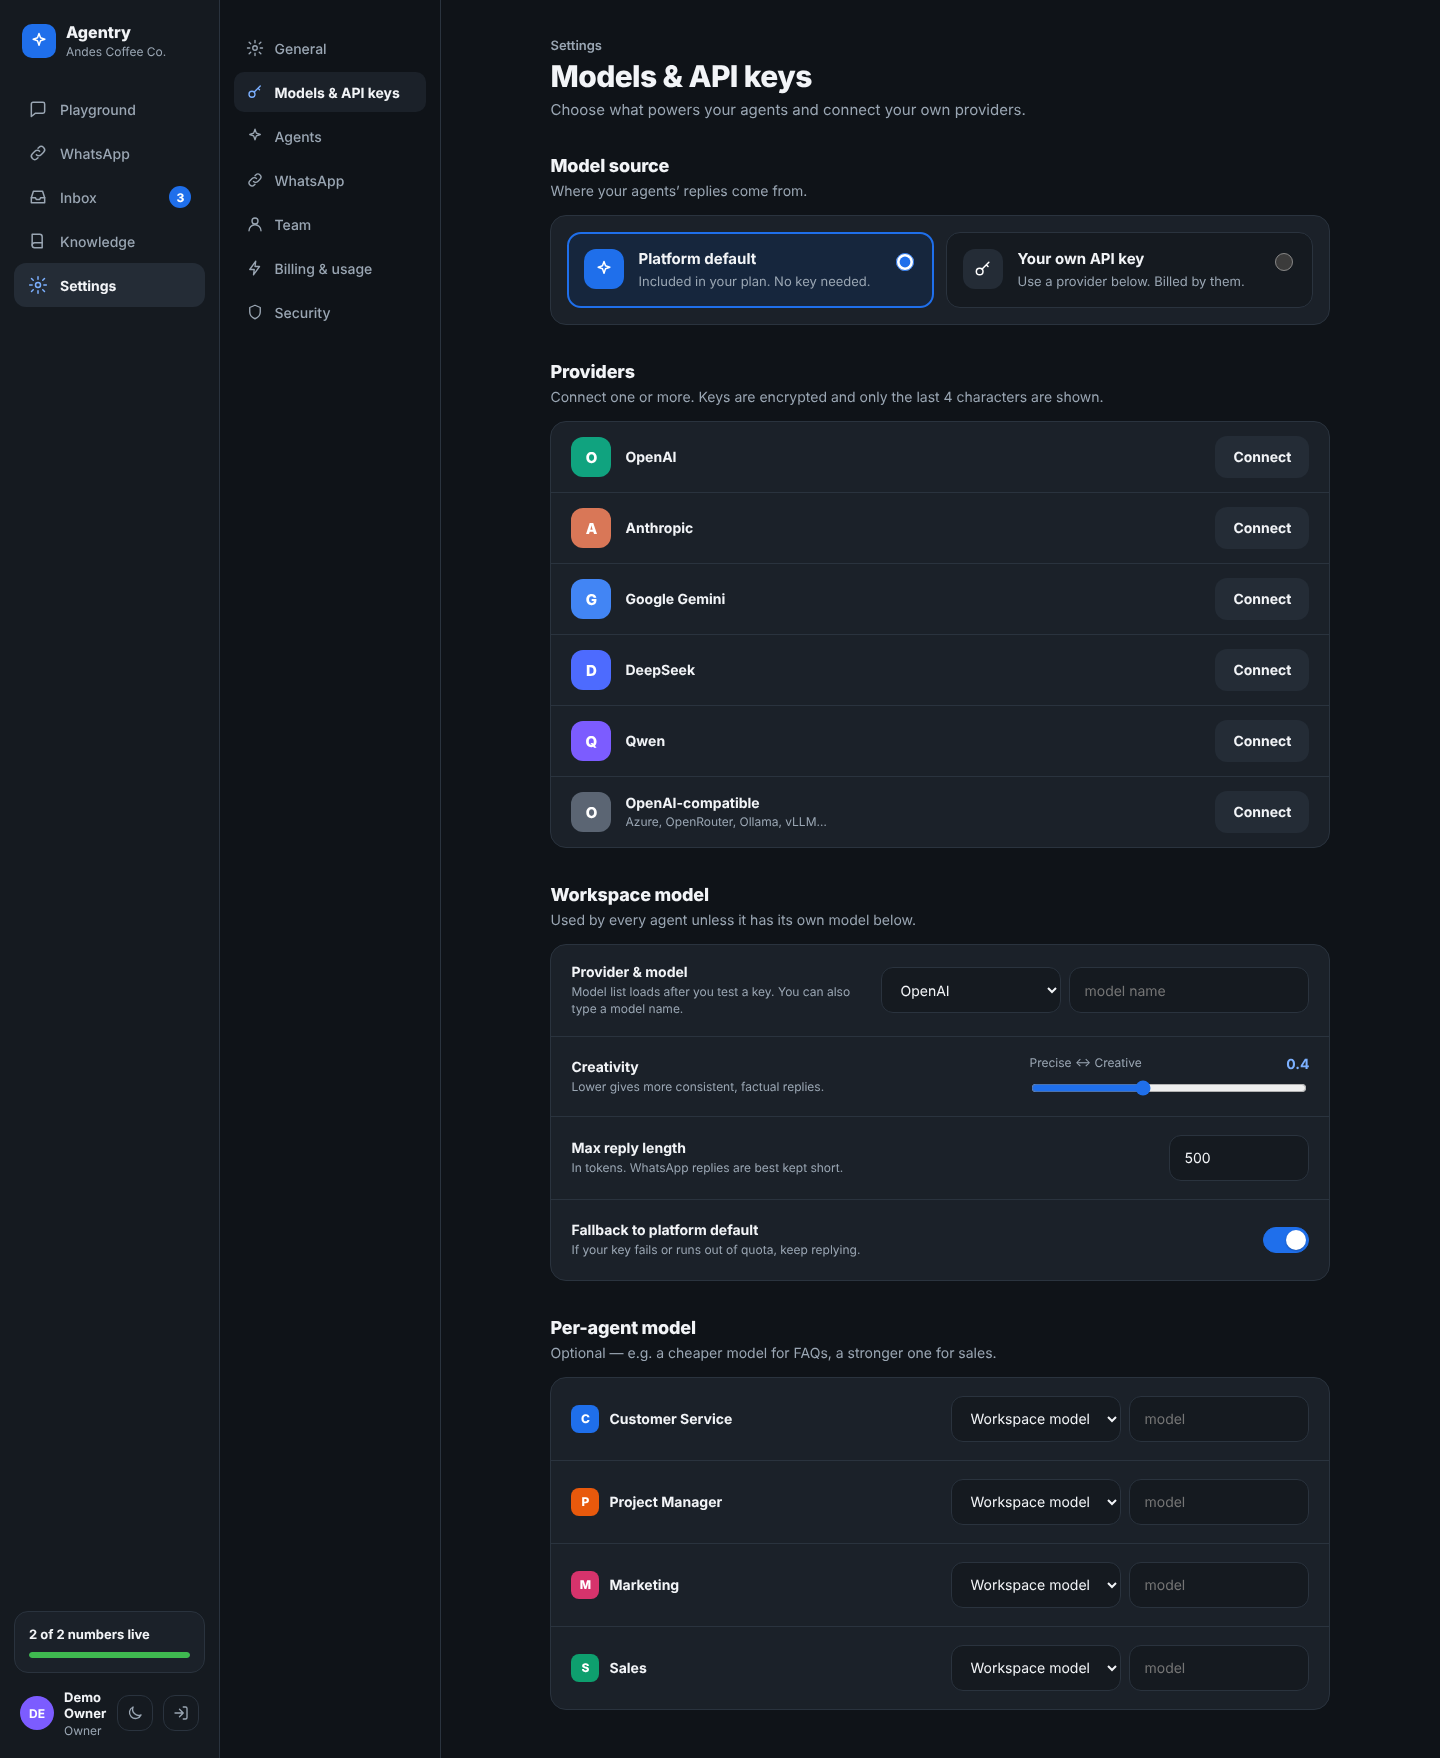 Agentry
Andes Coffee Co.
Playground
WhatsApp
Inbox
3
Knowledge
Settings
2 of 2 numbers live
DE
Demo
Owner
Owner
General
Models & API keys
Agents
WhatsApp
Team
Billing & usage
Security
Settings
Models & API keys
Choose what powers your agents and connect your own providers.
Model source
Where your agents’ replies come from.
Platform default
Included in your plan. No key needed.
Your own API key
Use a provider below. Billed by them.
Providers
Connect one or more. Keys are encrypted and only the last 4 characters are shown.
O
OpenAI
Connect
A
Anthropic
Connect
G
Google Gemini
Connect
D
DeepSeek
Connect
Q
Qwen
Connect
O
OpenAI-compatible
Azure, OpenRouter, Ollama, vLLM…
Connect
Workspace model
Used by every agent unless it has its own model below.
Provider & model
Model list loads after you test a key. You can also
type a model name.
OpenAI
model name
Creativity
Lower gives more consistent, factual replies.
Precise ↔ Creative
0.4
Max reply length
In tokens. WhatsApp replies are best kept short.
500
Fallback to platform default
If your key fails or runs out of quota, keep replying.
Per-agent model
Optional — e.g. a cheaper model for FAQs, a stronger one for sales.
C
Customer Service
Workspace model
model
P
Project Manager
Workspace model
model
M
Marketing
Workspace model
model
S
Sales
Workspace model
model